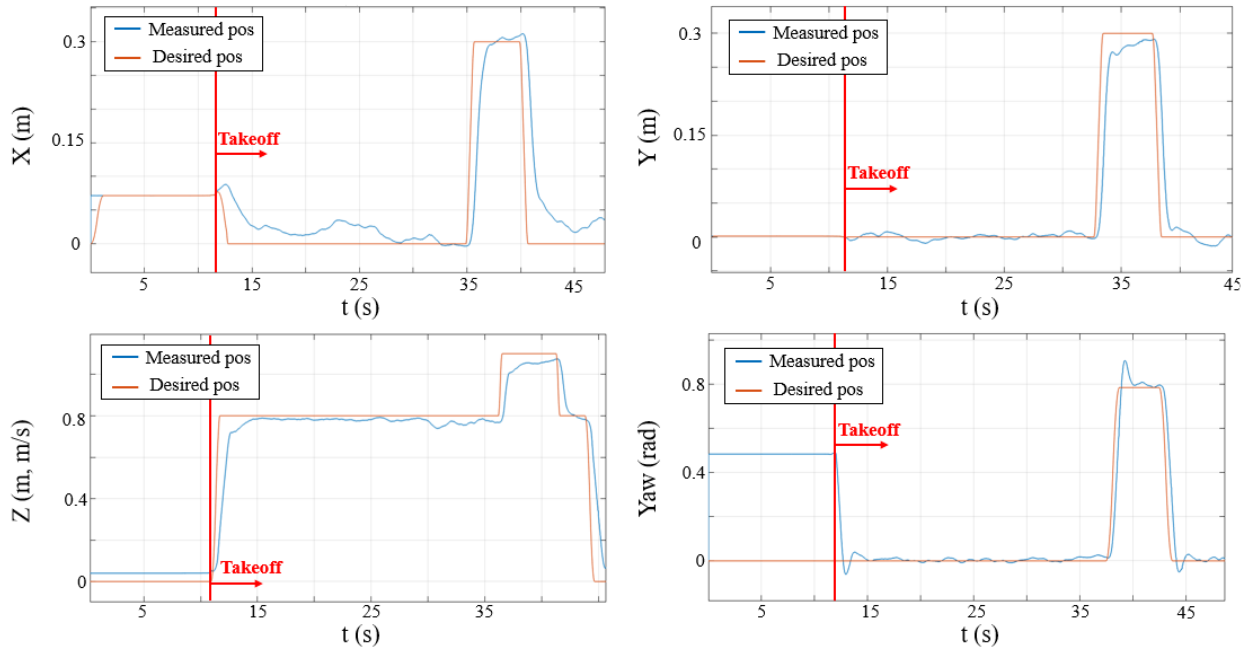 Measured pos
Desired pos
0.3
0.15
0
X (m)
Takeoff
5
15
25
35
45
t (s)
Measured pos
Desired pos
0.3
0.15
0
Y (m)
Takeoff
5
15
25
35
45
t (s)
Measured pos
Desired pos
0.8
0.4
0
Z (m, m/s)
Takeoff
5
15
25
35
45
t (s)
Measured pos
Desired pos
0.8
0.4
0
Yaw (rad)
Takeoff
5
15
25
35
45
t (s)